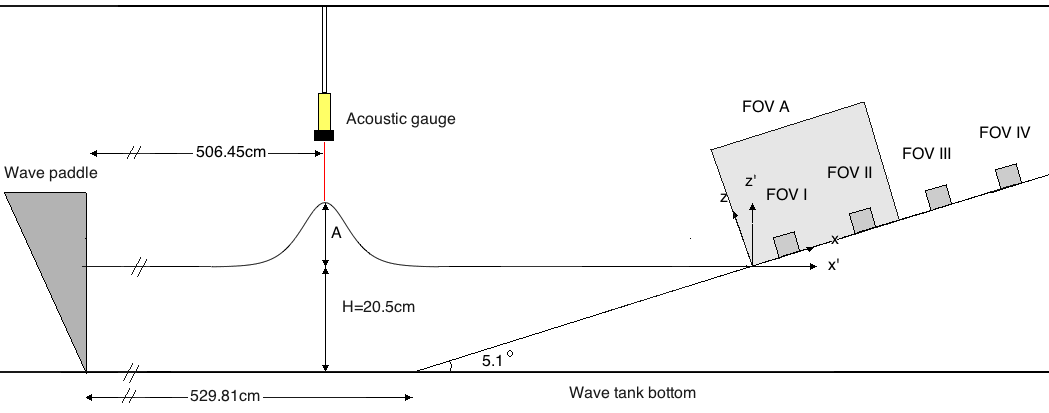 FOV A
Acoustic gauge
FOV IV
506.45cm
FOV III
Wave paddle
FOV II
z'
FOV I
z
A
x
x'
H=20.5cm
5.1°
529.81cm
Wave tank bottom